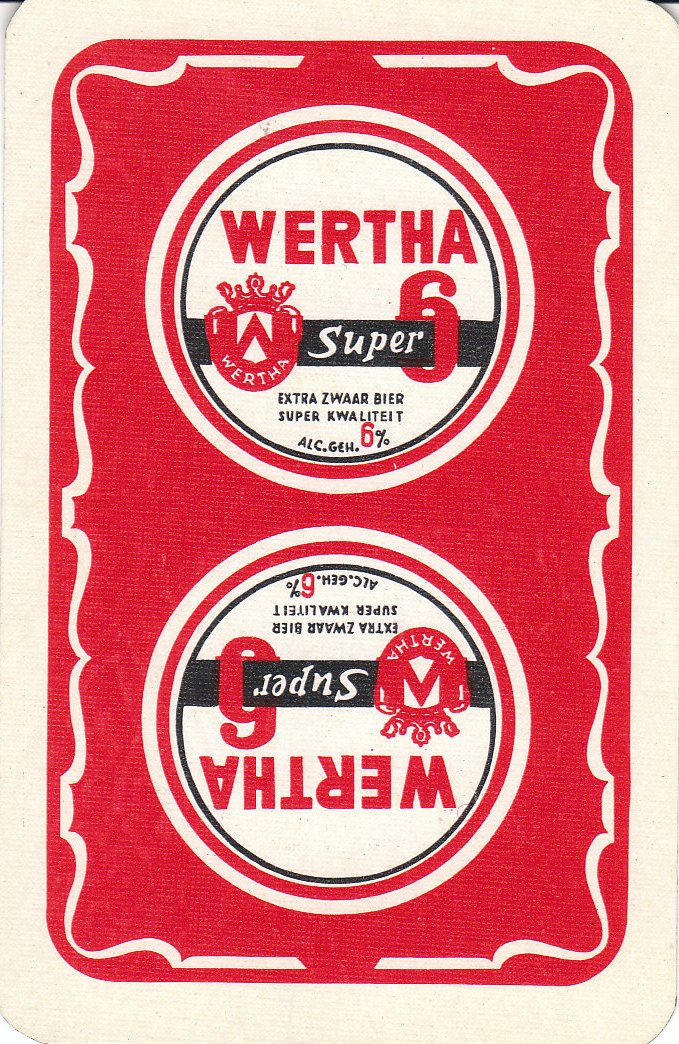 WERTHA
6
Super
WERTHA
EXTRA ZWAAR BIER
SUPER KWALITEIT
ALC.GEH. 6%
WERTHA
6
Super
WERTHA
EXTRA ZWAAR BIER
SUPER KWALITEIT
ALC.GEH. 6%